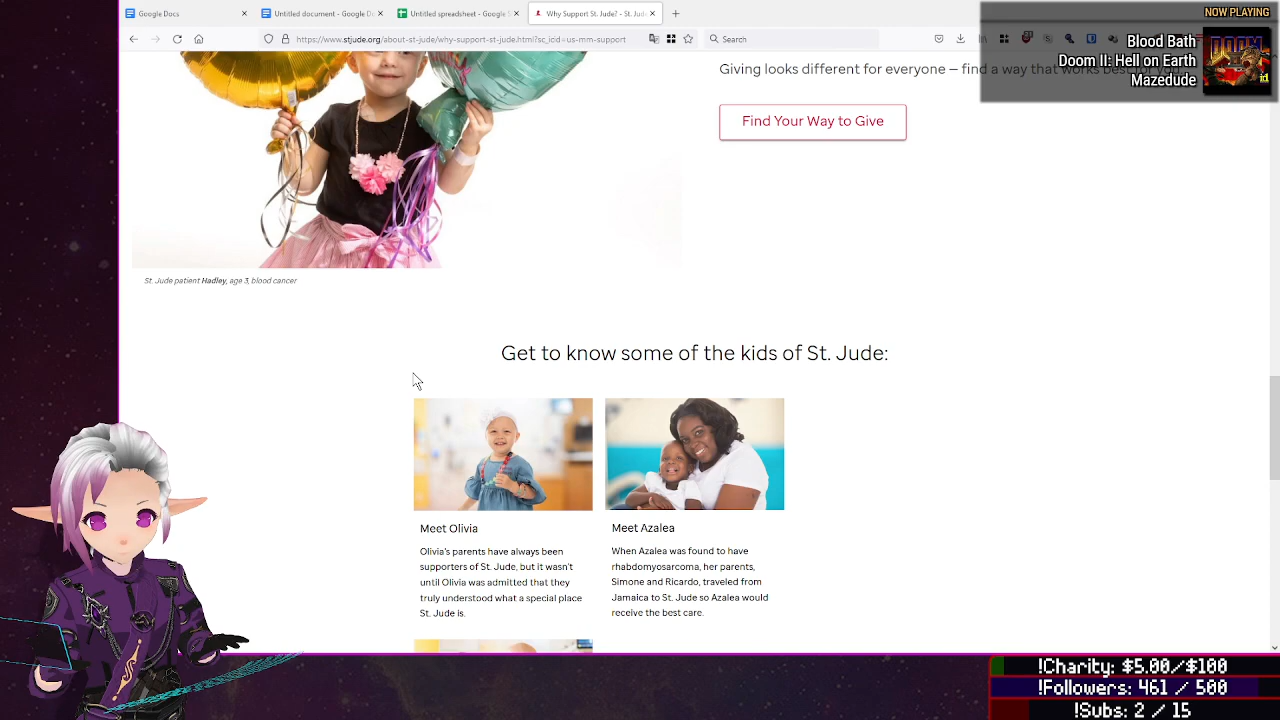 Google Docs
Untitled document - Google Do
Untitled spreadsheet - Google S
Why Support St. Jude? - St. Jud
https://www.stjude.org/about-st-jude/why-support-st-jude.html?sc_icid=us-mm-support
Search
NOW PLAYING
Blood Bath
Doom II: Hell on Earth
Mazedude
DOOM
id
Giving looks different for everyone – find a way that works best for you.
Find Your Way to Give
St. Jude patient Hadley, age 3, blood cancer
Get to know some of the kids of St. Jude:
Meet Olivia
Olivia's parents have always been
supporters of St. Jude, but it wasn't
until Olivia was admitted that they
truly understood what a special place
St. Jude is.
Meet Azalea
When Azalea was found to have
rhabdomyosarcoma, her parents,
Simone and Ricardo, traveled from
Jamaica to St. Jude so Azalea would
receive the best care.
!Charity: $5.00/$100
!Followers: 461 / 500
!Subs: 2 / 15